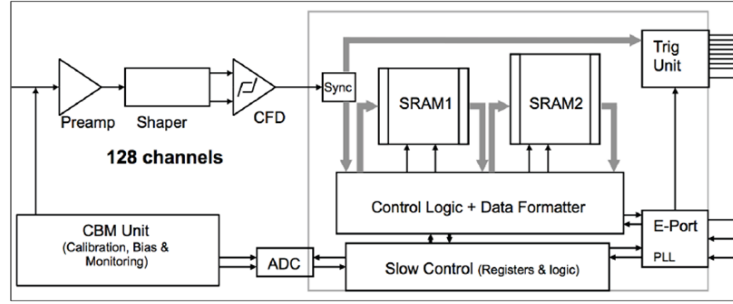 Trig
Unit
Sync
SRAM1
SRAM2
Preamp
Shaper
CFD
128 channels
Control Logic + Data Formatter
CBM Unit
(Calibration, Bias &
Monitoring)
ADC
Slow Control (Registers & logic)
E-Port
PLL